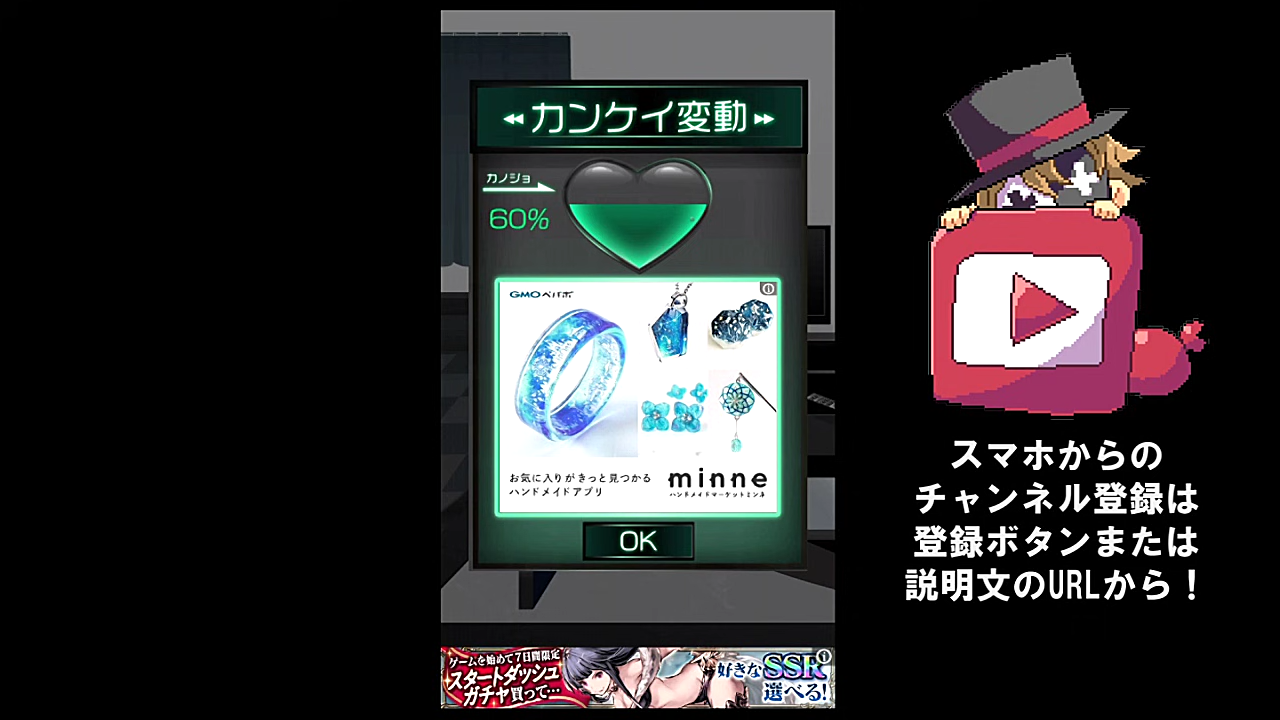 カンケイ変動
カノジョ
60%
GMOペパボ
お気に入りがきっと見つかる
ハンドメイドアプリ
minne
ハンドメイドマーケットミンネ
OK
ゲームを始めて7日間限定
スタートダッシュ
ガチャ買って…
好きなSSR
選べる!
スマホからの
チャンネル登録は
登録ボタンまたは
説明文のURLから!